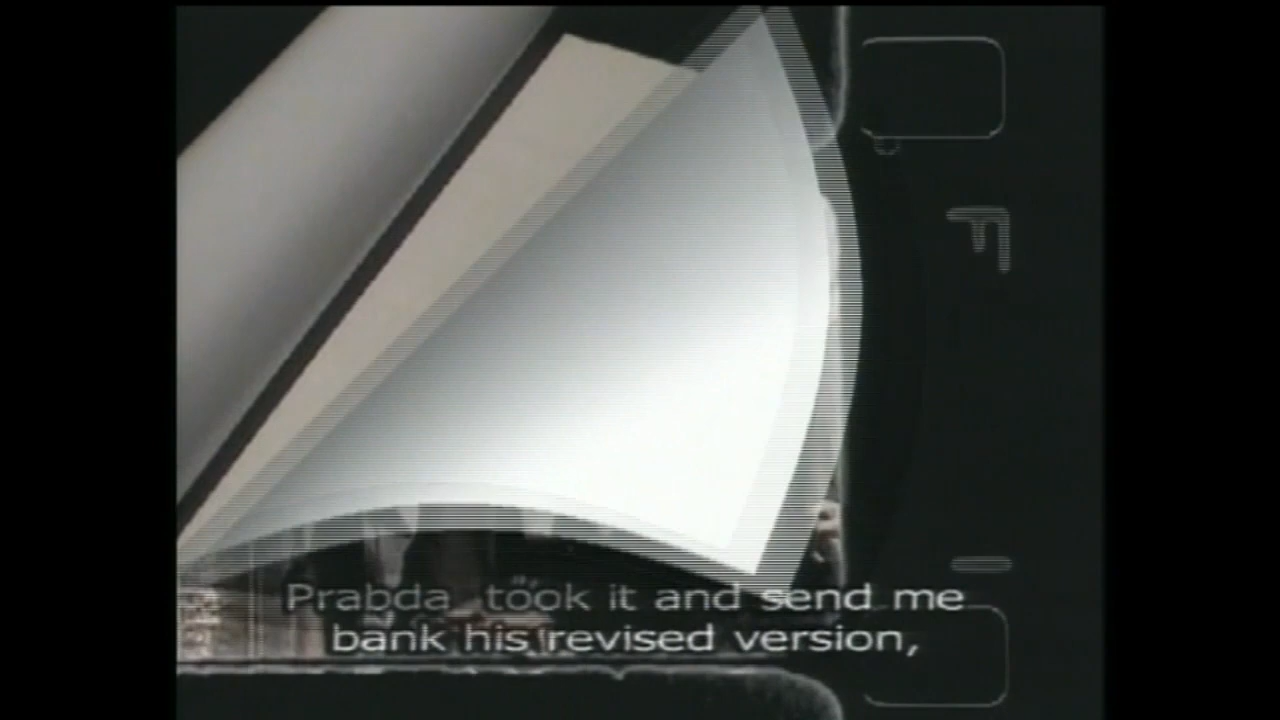 Prabda took it and send me
bank his revised version,